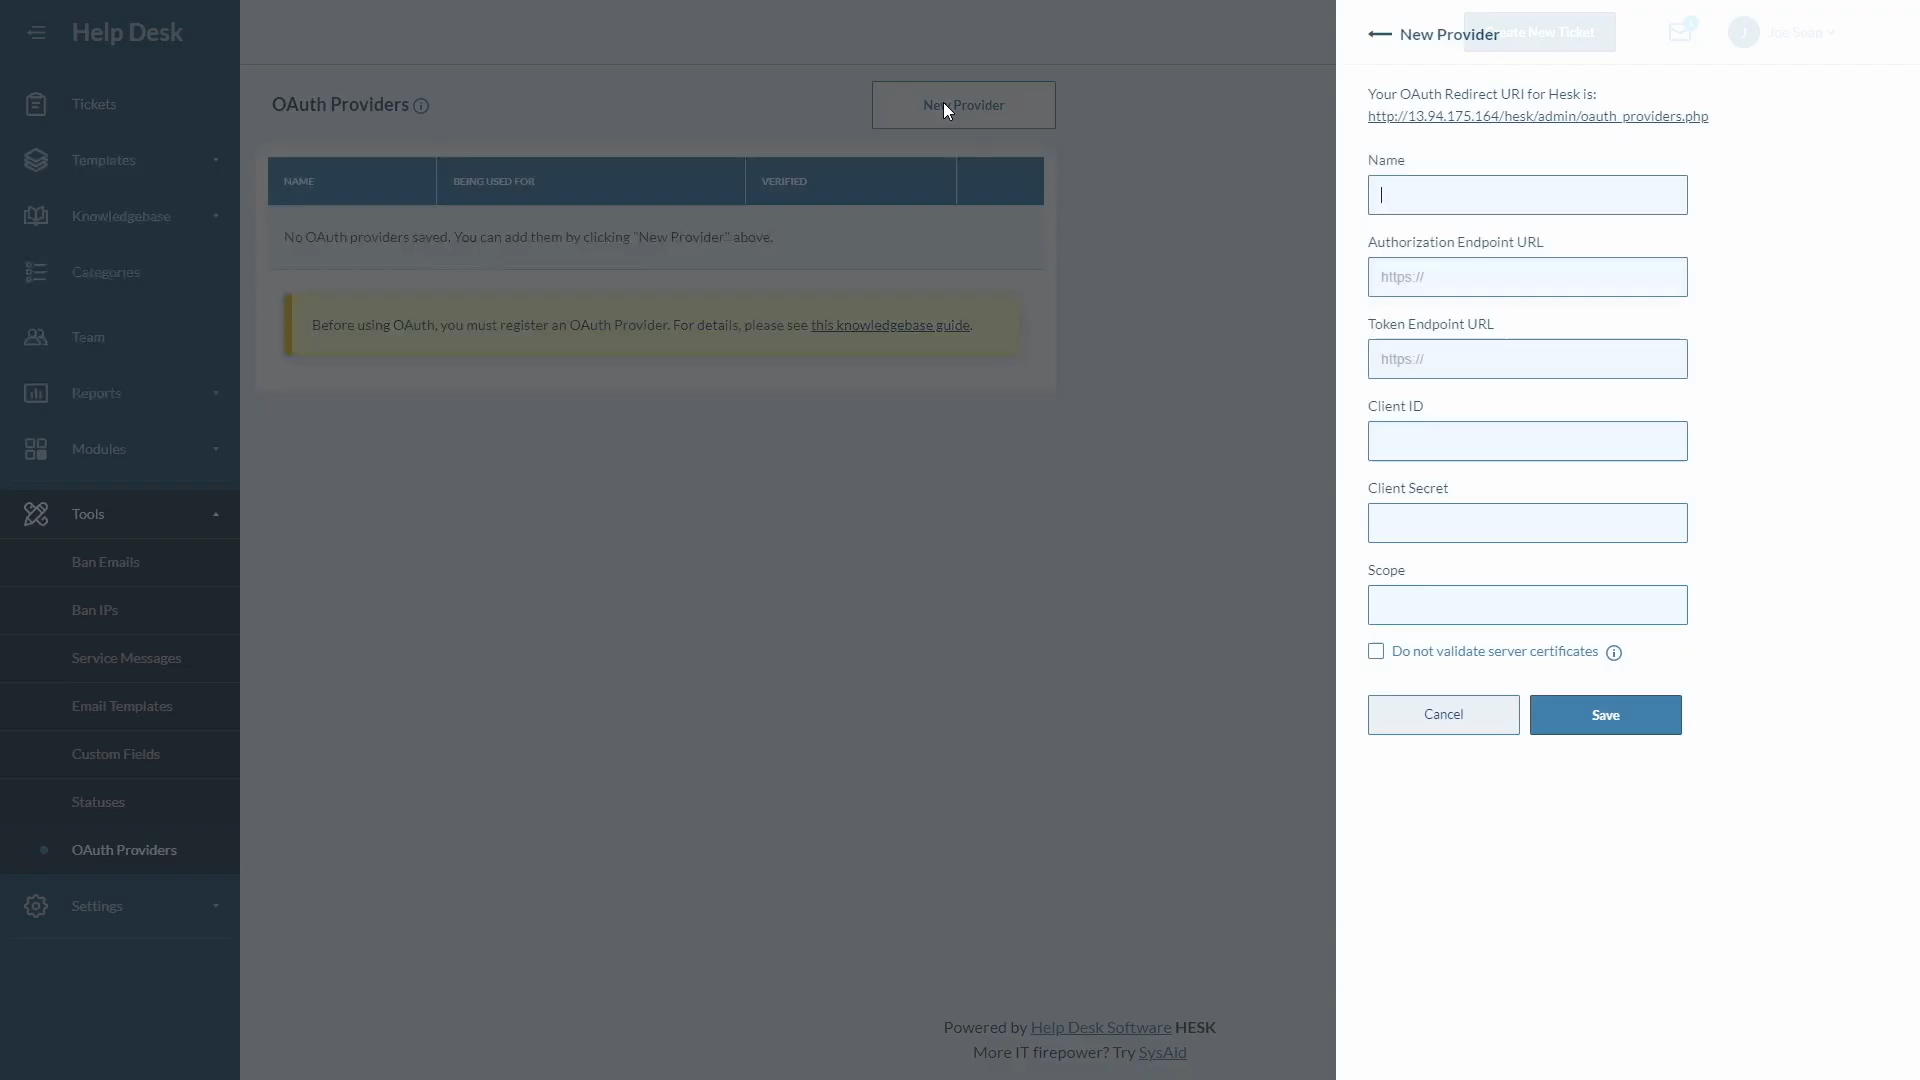 Help Desk
Tickets
Templates
Knowledgebase
Categories
Team
Reports
Modules
Tools
Ban Emails
Ban IPs
Service Messages
Email Templates
Custom Fields
Statuses
OAuth Providers
Settings
OAuth Providers
New Provider
NAME
BEING USED FOR
VERIFIED
No OAuth providers saved. You can add them by clicking "New Provider" above.
Before using OAuth, you must register an OAuth Provider. For details, please see this knowledgebase guide.
Powered by Help Desk Software HESK
More IT firepower? Try SysAid
New Provider
Create New Ticket
J
Joe Soap
Your OAuth Redirect URI for Hesk is:
http://13.94.175.164/hesk/admin/oauth_providers.php
Name
Authorization Endpoint URL
https://
Token Endpoint URL
https://
Client ID
Client Secret
Scope
Do not validate server certificates
Cancel
Save